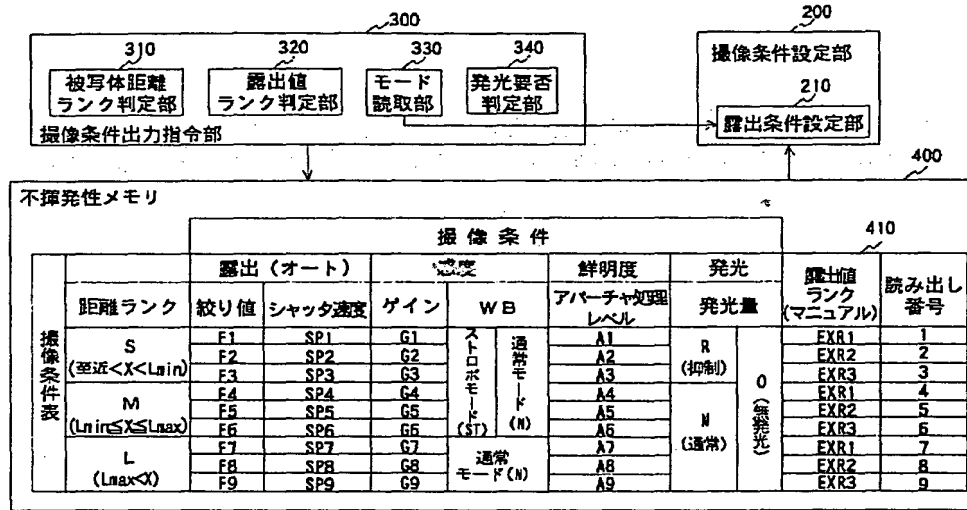 300
310
320
330
340
被写体距離
ランク判定部
露出値
ランク判定部
モード
読取部
発光要否
判定部
撮像条件出力指令部
200
撮像条件設定部
210
露出条件設定部
400
不揮発性メモリ
410
撮像条件
露出(オート)
感度
鮮明度
発光
露出値
ランク
(マニュアル)
読み出し
番号
距離ランク
絞り値
シャッタ速度
ゲイン
WB
アパーチャ処理
レベル
発光量
撮像条件表
S
(至近<X<Lmin)
M
(Lmin≦X≦Lmax)
L
(Lmax<X)
ストロボモード(ST)
通常モード(N)
通常
モード(N)
R
(抑制)
N
(通常)
0(無発光)
F1 SP1 G1 A1 EXR1 1
F2 SP2 G2 A2 EXR2 2
F3 SP3 G3 A3 EXR3 3
F4 SP4 G4 A4 EXR1 4
F5 SP5 G5 A5 EXR2 5
F6 SP6 G6 A6 EXR3 6
F7 SP7 G7 A7 EXR1 7
F8 SP8 G8 A8 EXR2 8
F9 SP9 G9 A9 EXR3 9